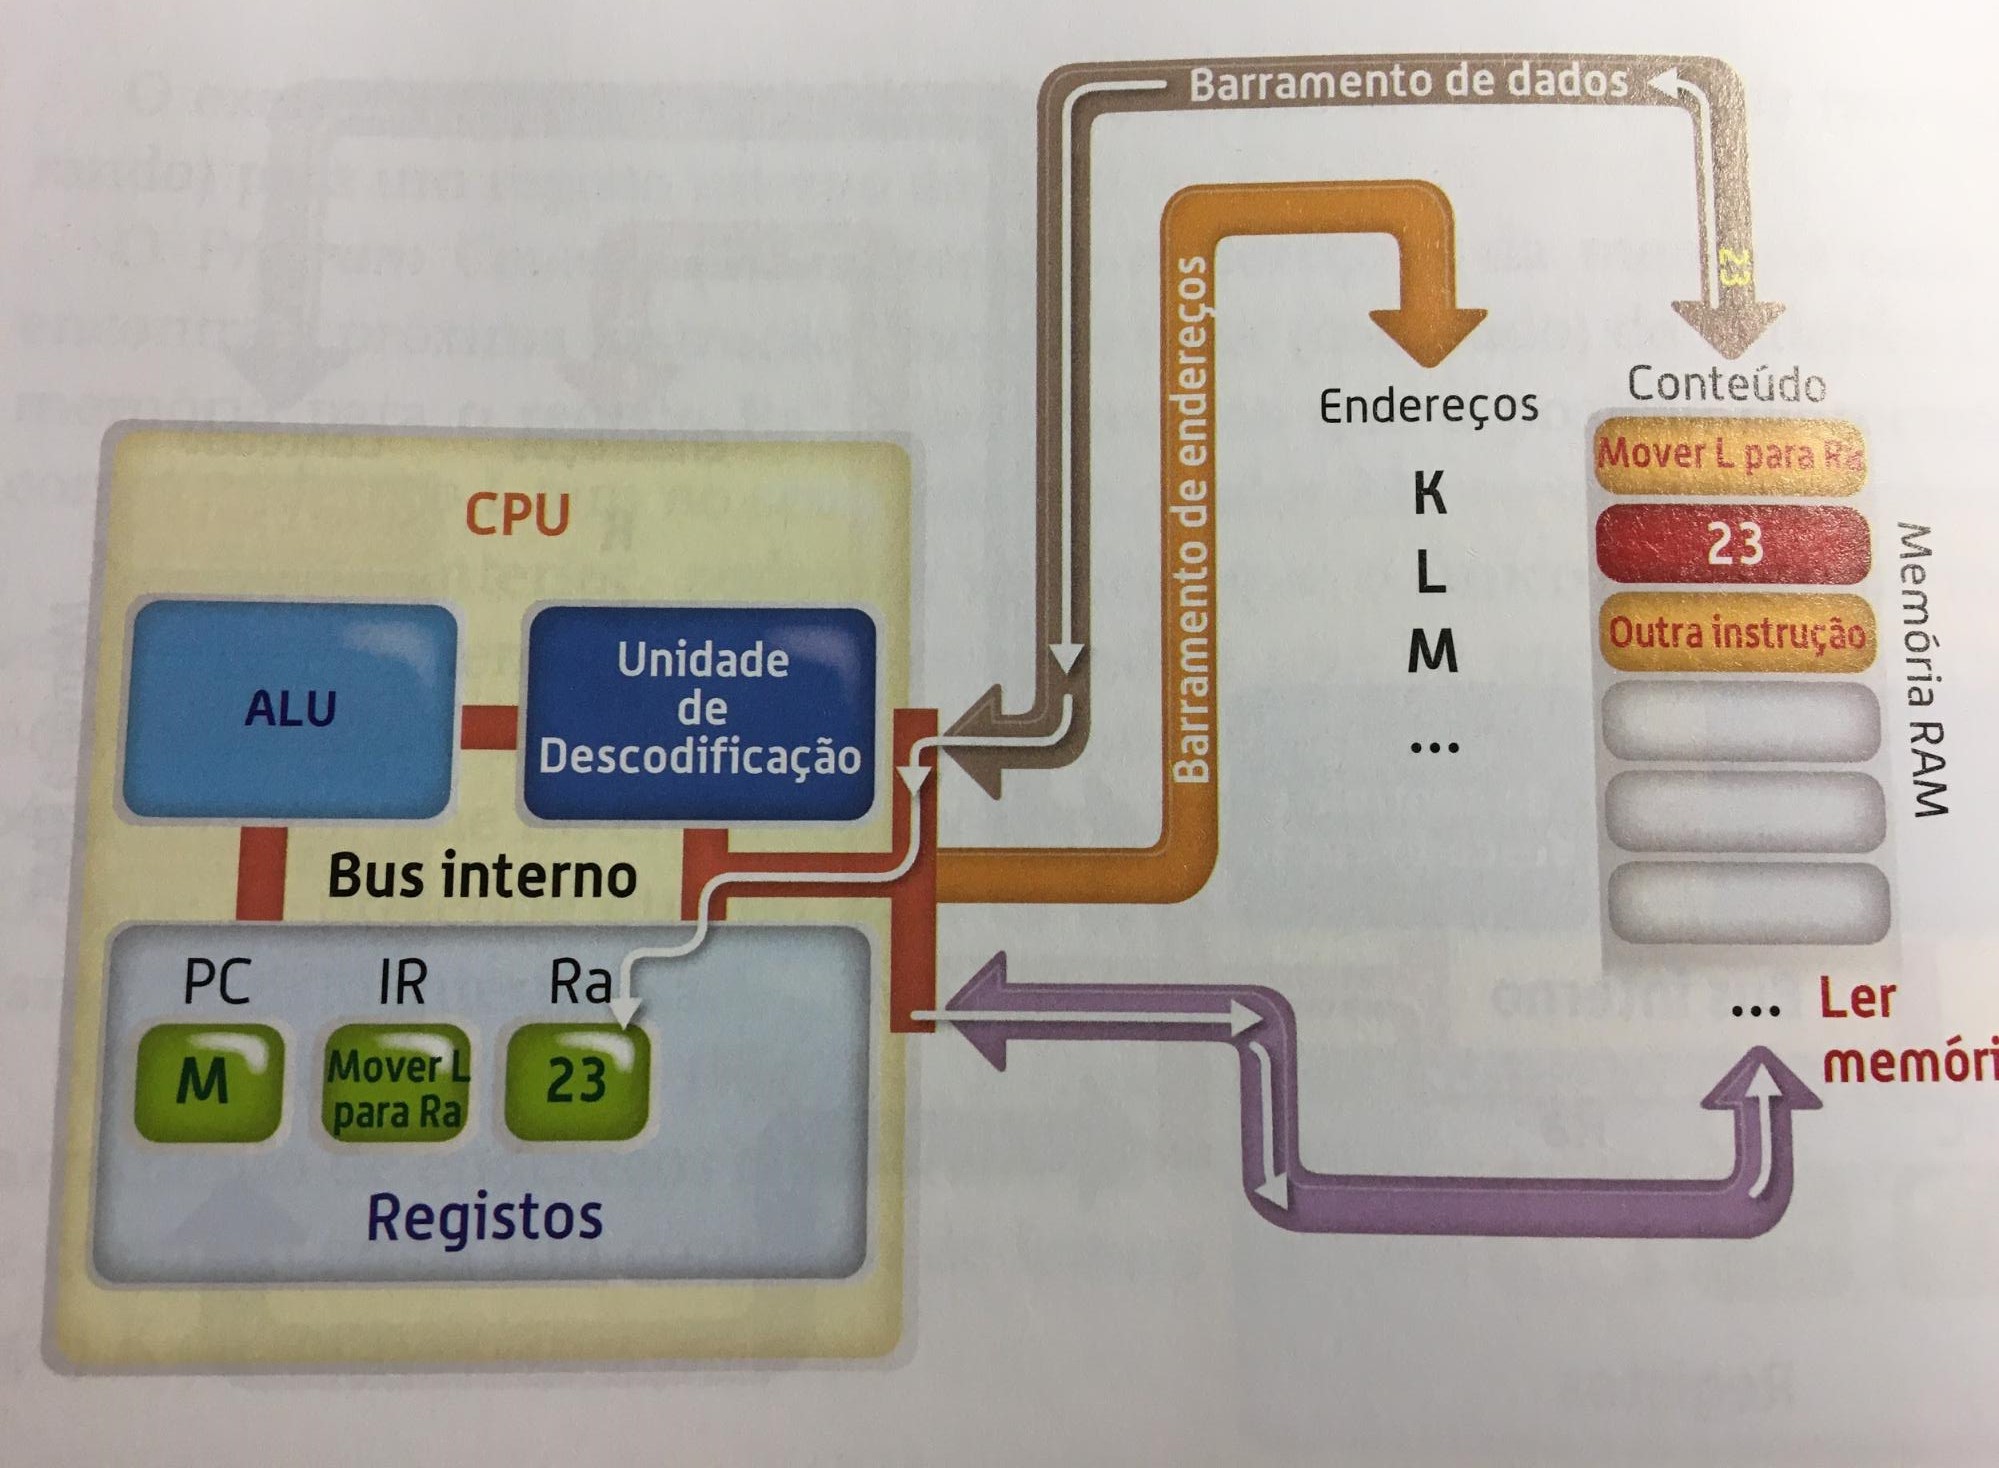 Barramento de dados
23
Barramento de endereços
Endereços
K
L
M
...
Conteúdo
Mover L para Ra
23
Outra instrução
Memória RAM
... Ler
memóri
CPU
ALU
Unidade
de
Descodificação
Bus interno
PC IR Ra
M
Mover L
para Ra
23
Registos